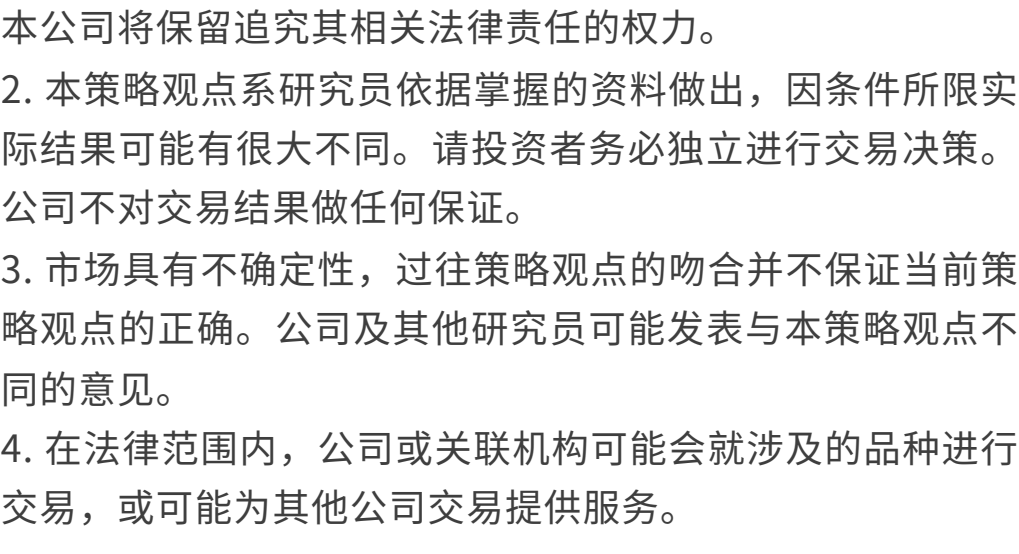 本公司将保留追究其相关法律责任的权力。
2. 本策略观点系研究员依据掌握的资料做出，因条件所限实
际结果可能有很大不同。请投资者务必独立进行交易决策。
公司不对交易结果做任何保证。
3. 市场具有不确定性，过往策略观点的吻合并不保证当前策
略观点的正确。公司及其他研究员可能发表与本策略观点不
同的意见。
4. 在法律范围内，公司或关联机构可能会就涉及的品种进行
交易，或可能为其他公司交易提供服务。